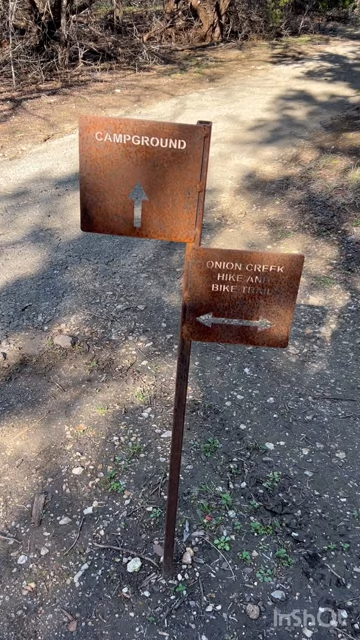 CAMPGROUND
ONION CREEK
HIKE AND
BIKE TRAIL
InShot